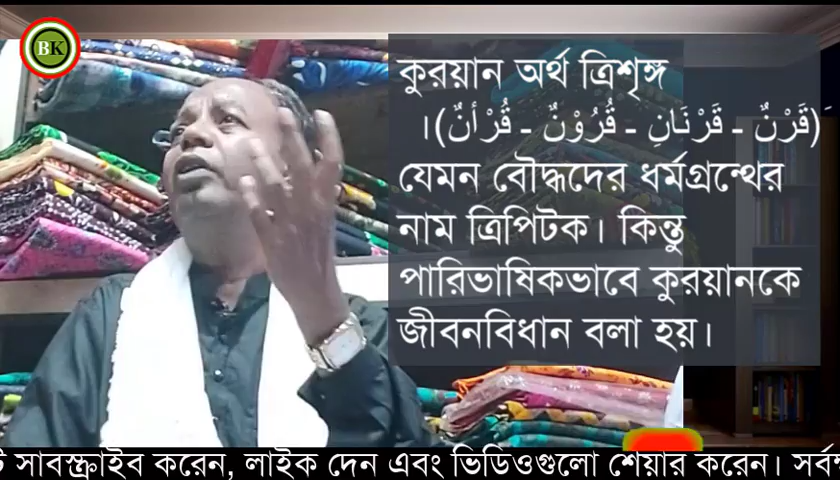 BK
কুরয়ান অর্থ ত্রিশৃঙ্গ
(قَرْنٌ - قَرْنَانِ - قُرُوْنٌ - قُرْأنٌ)।
যেমন বৌদ্ধদের ধর্মগ্রন্থের
নাম ত্রিপিটক। কিন্তু
পারিভাষিকভাবে কুরয়ানকে
জীবনবিধান বলা হয়।
সাবস্ক্রাইব করেন, লাইক দেন এবং ভিডিওগুলো শেয়ার করেন।